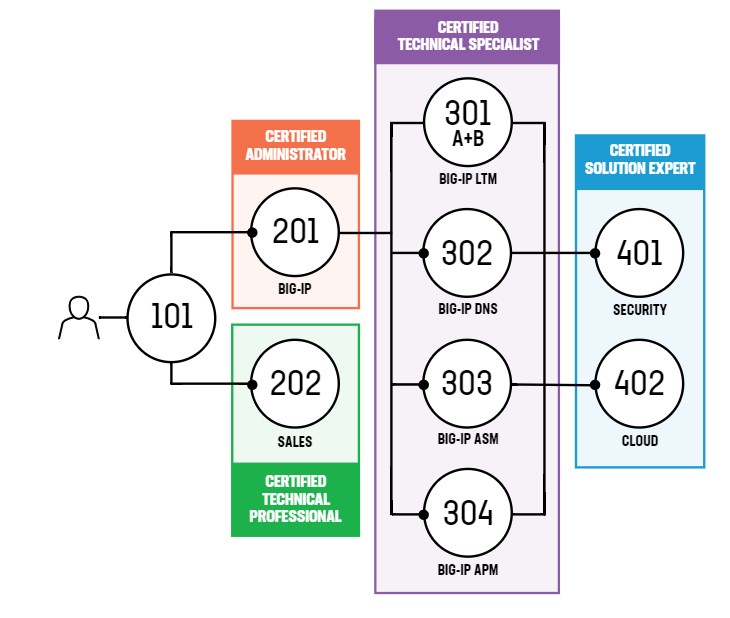 101
CERTIFIED
ADMINISTRATOR
201
BIG-IP
202
SALES
CERTIFIED
TECHNICAL
PROFESSIONAL
CERTIFIED
TECHNICAL SPECIALIST
301
A+B
BIG-IP LTM
302
BIG-IP DNS
303
BIG-IP ASM
304
BIG-IP APM
CERTIFIED
SOLUTION EXPERT
401
SECURITY
402
CLOUD